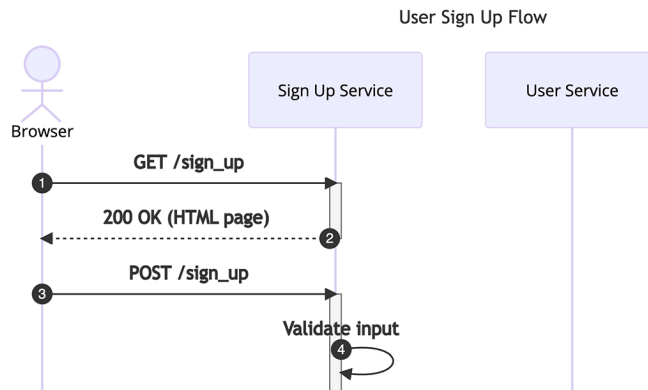 User Sign Up Flow
Sign Up Service
User Service
Browser
GET /sign_up
1
200 OK (HTML page)
2
POST /sign_up
3
Validate input
4